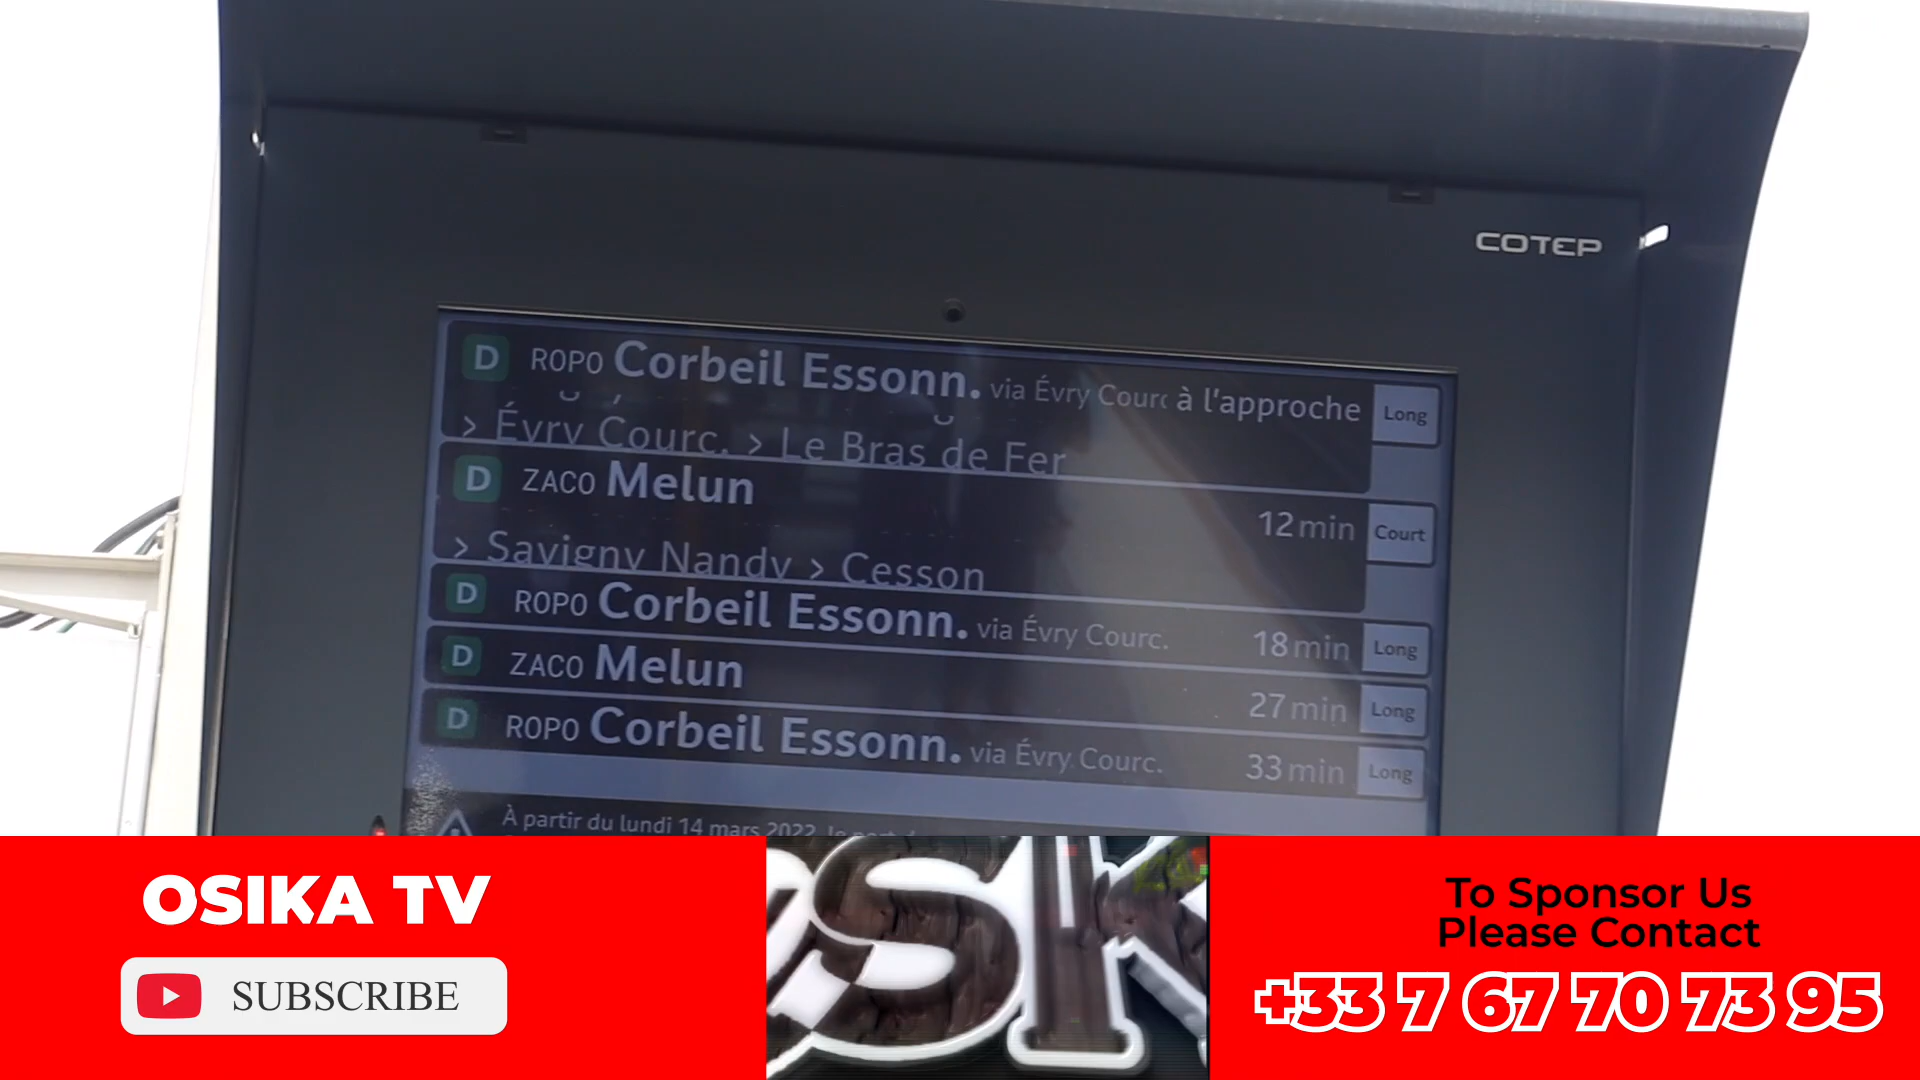 COTEP
D ROPO Corbeil Essonn. via Évry Courc à l'approche Long
> Évry Courc. > Le Bras de Fer
D ZACO Melun 12 min Court
> Savigny Nandy > Cesson
D ROPO Corbeil Essonn. via Évry Courc. 18 min Long
D ZACO Melun 27 min Long
D ROPO Corbeil Essonn. via Évry Courc. 33 min Long
À partir du lundi 14 mars 2022, le port
OSIKA TV
SUBSCRIBE
SIK
To Sponsor Us
Please Contact
+33 7 67 70 73 95